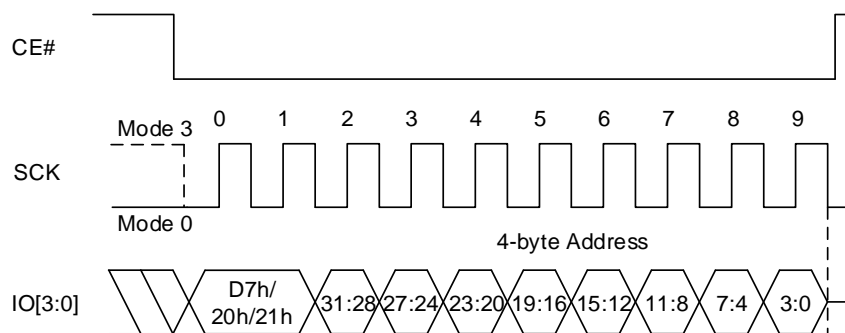 CE#
Mode 3 0 1 2 3 4 5 6 7 8 9
SCK
Mode 0
4-byte Address
IO[3:0] D7h/ 20h/21h 31:28 27:24 23:20 19:16 15:12 11:8 7:4 3:0